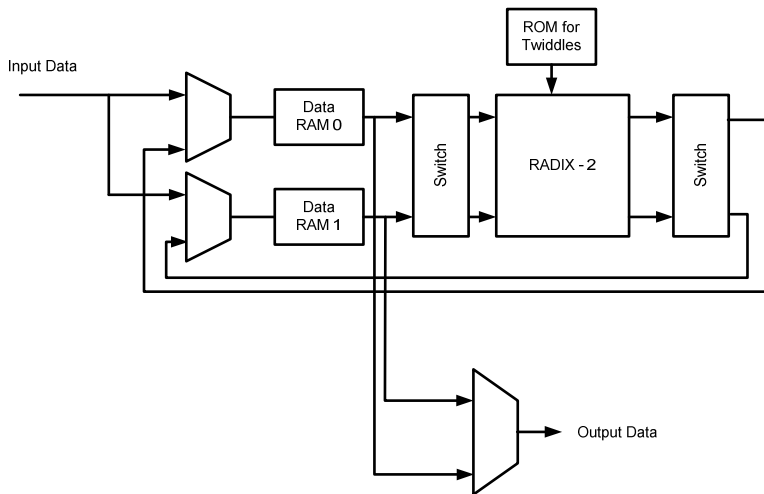 ROM for
Twiddles
Input Data
Data
RAM 0
Switch
RADIX - 2
Switch
Data
RAM 1
Output Data